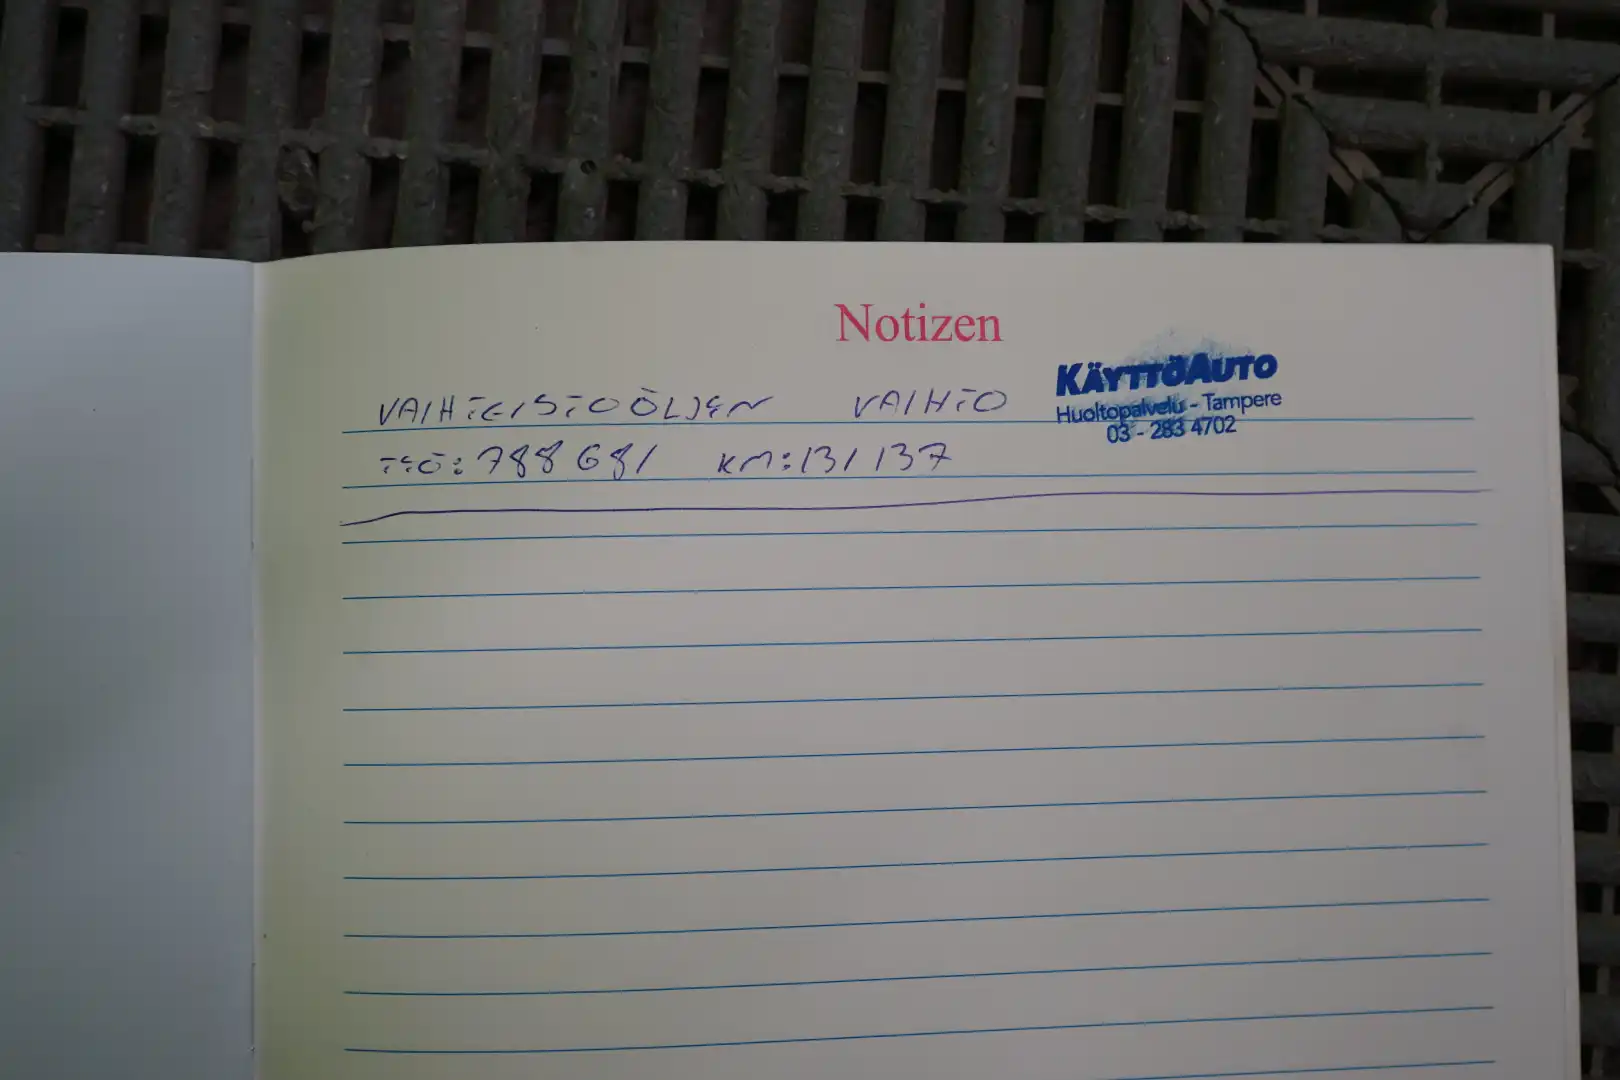 Notizen
VAIHTEISTOÖLJYN VAIHTO
TYÖ: 788681 KM: 131137
KÄYTTÖAUTO
Huoltopalvelu - Tampere
03 - 283 4702